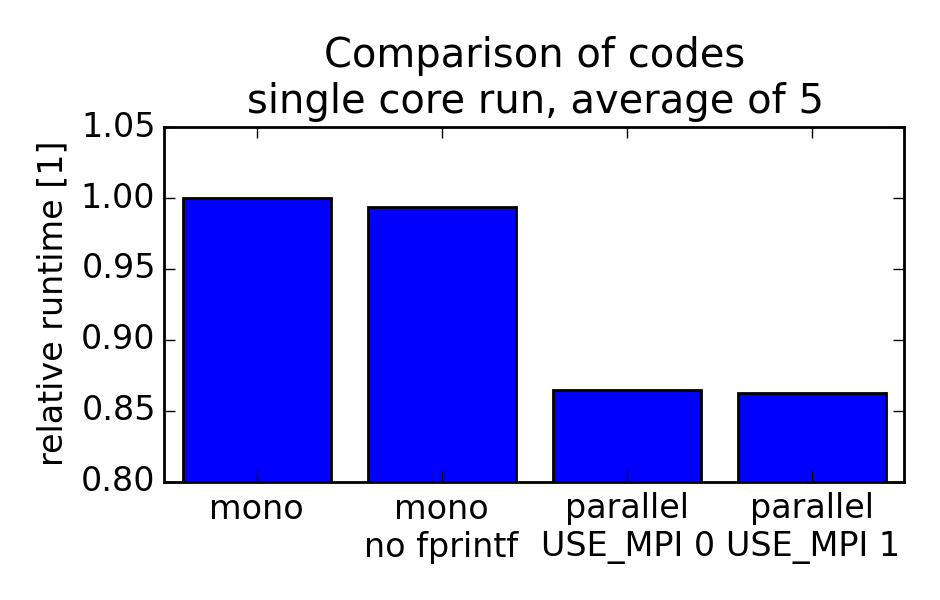 Comparison of codes
single core run, average of 5
relative runtime [1]
1.05
1.00
0.95
0.90
0.85
0.80
mono
mono
no fprintf
parallel
USE_MPI 0
parallel
USE_MPI 1